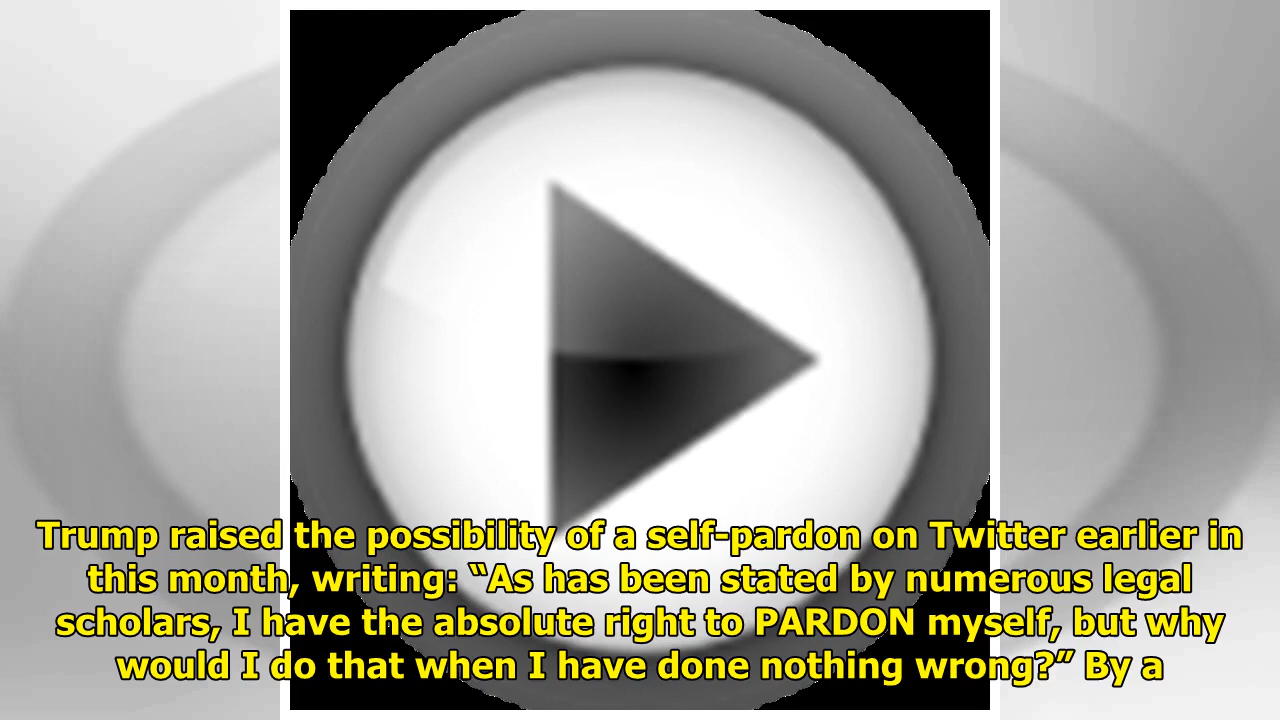 Trump raised the possibility of a self-pardon on Twitter earlier in
this month, writing: “As has been stated by numerous legal
scholars, I have the absolute right to PARDON myself, but why
would I do that when I have done nothing wrong?” By a